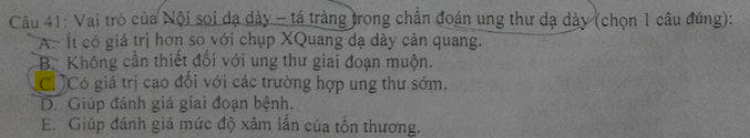 Câu 41: Vai trò của Nội soi dạ dày – tá tràng trong chẩn đoán ung thư dạ dày (chọn 1 câu đúng):
A. Ít có giá trị hơn so với chụp XQuang dạ dày cản quang.
B. Không cần thiết đối với ung thư giai đoạn muộn.
C. Có giá trị cao đối với các trường hợp ung thư sớm.
D. Giúp đánh giá giai đoạn bệnh.
E. Giúp đánh giá mức độ xâm lấn của tổn thương.